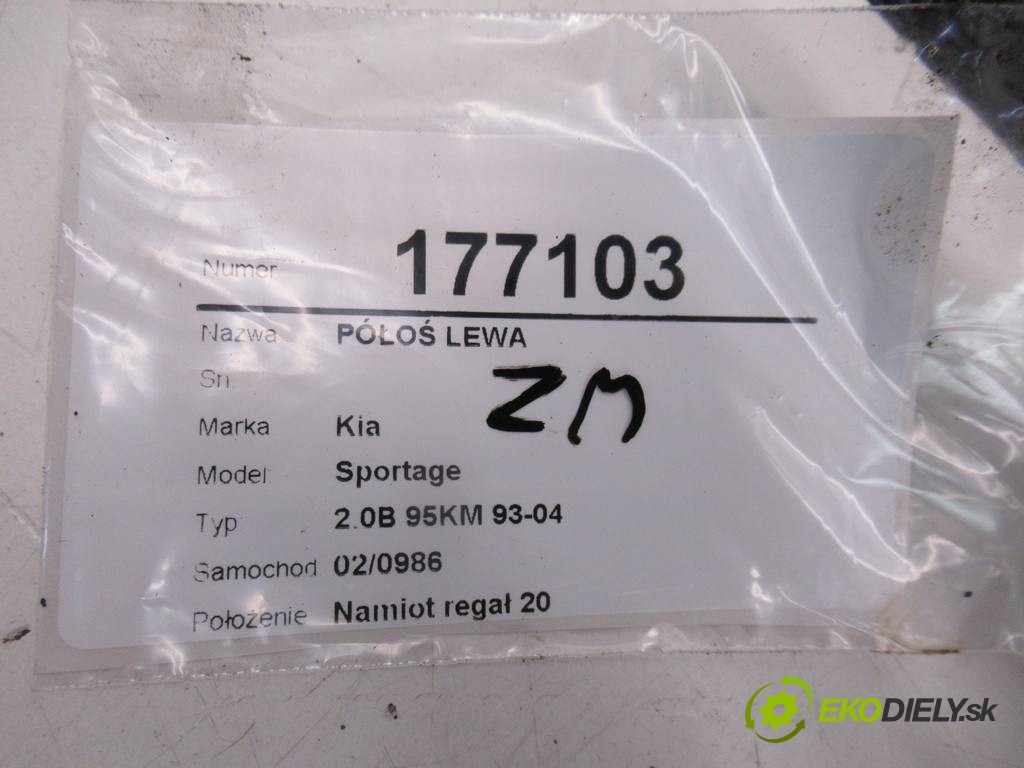 Numer 177103
Nazwa PÓŁOŚ LEWA
Sn.
ZM
Marka Kia
Model Sportage
Typ 2.0B 95KM 93-04
Samochod 02/0986
Położenie Namiot regał 20
EKODIELY.sk